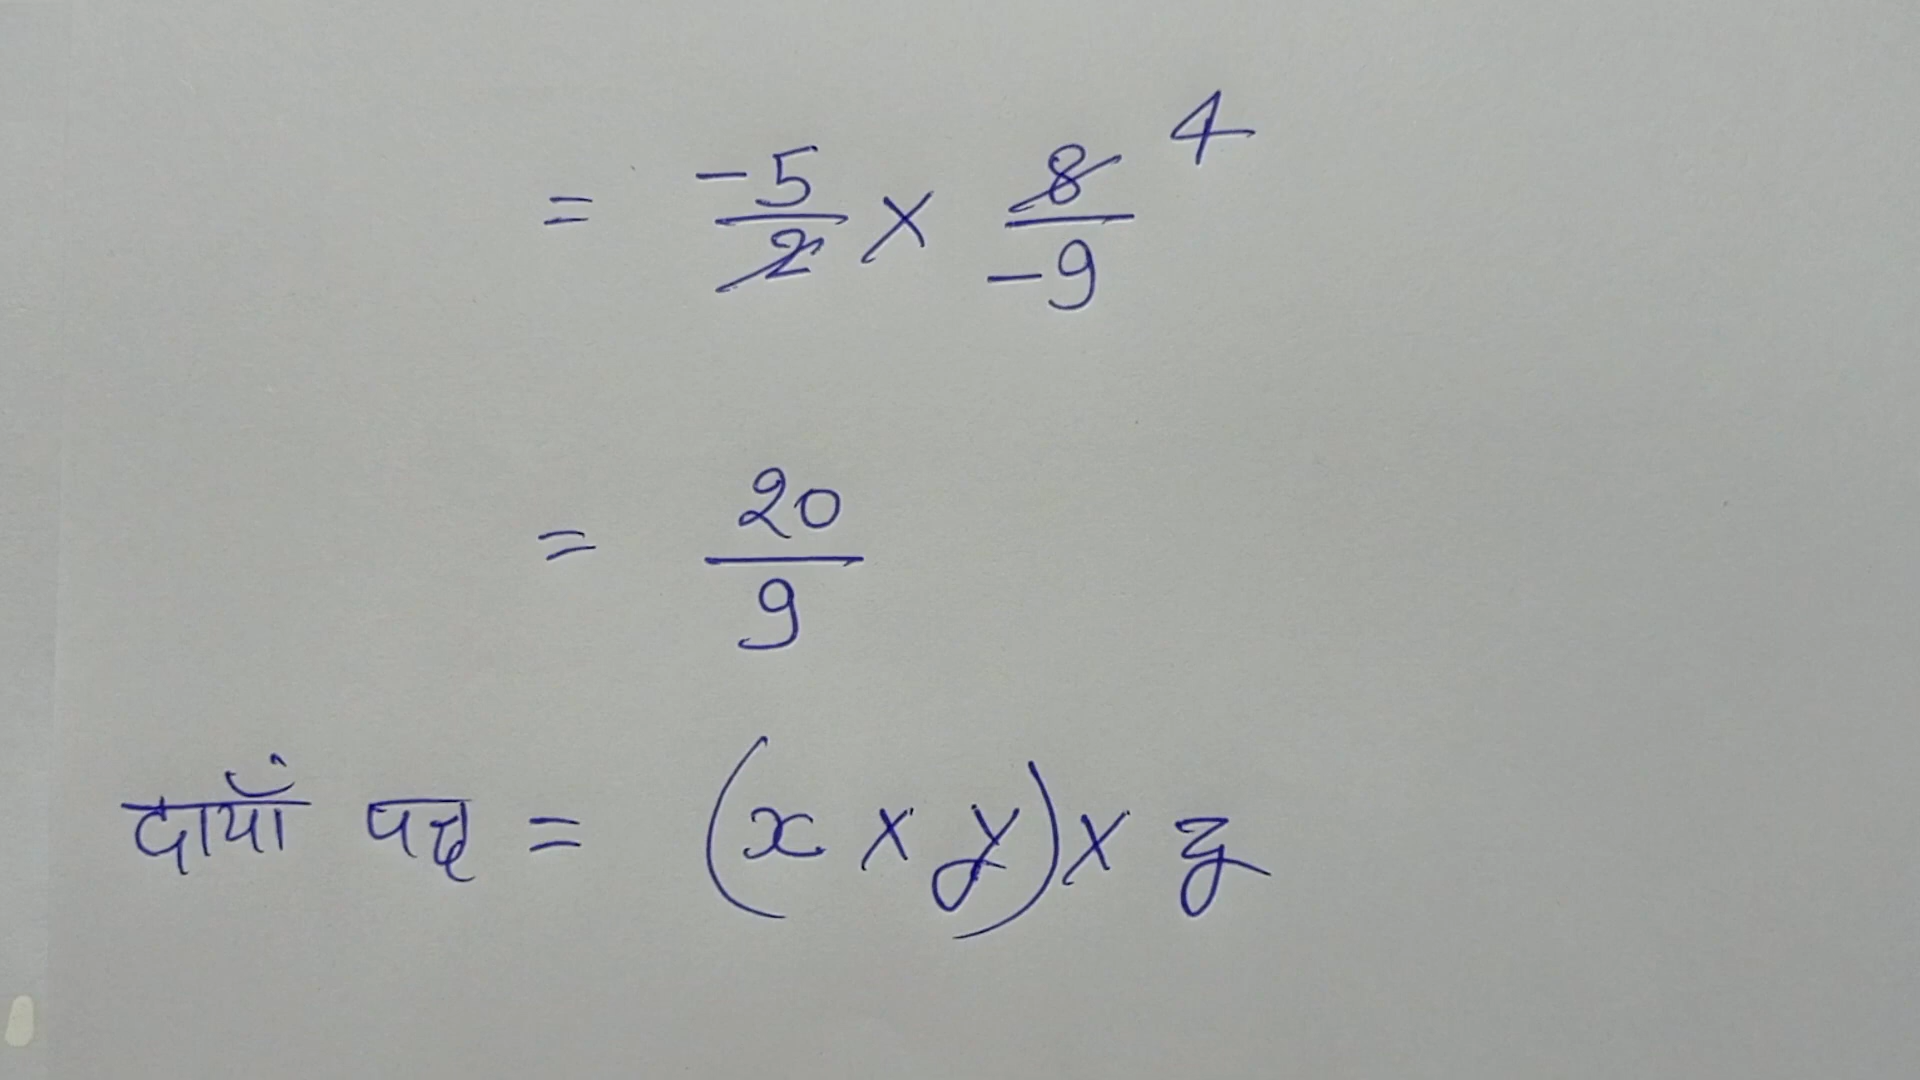 = -5/2 × 8/-9 4
= 20/9
दायाँ पक्ष = (x × y) × z